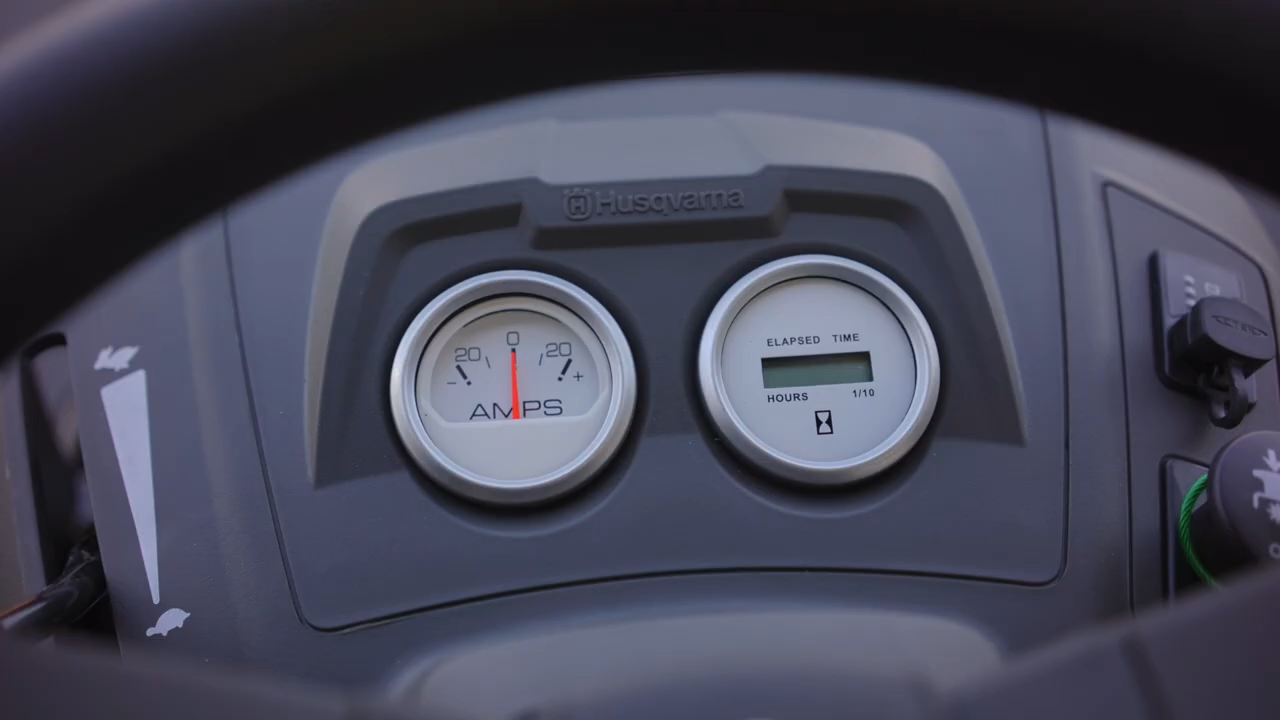 Husqvarna
20 0 20
- +
AMPS
ELAPSED TIME
HOURS 1/10